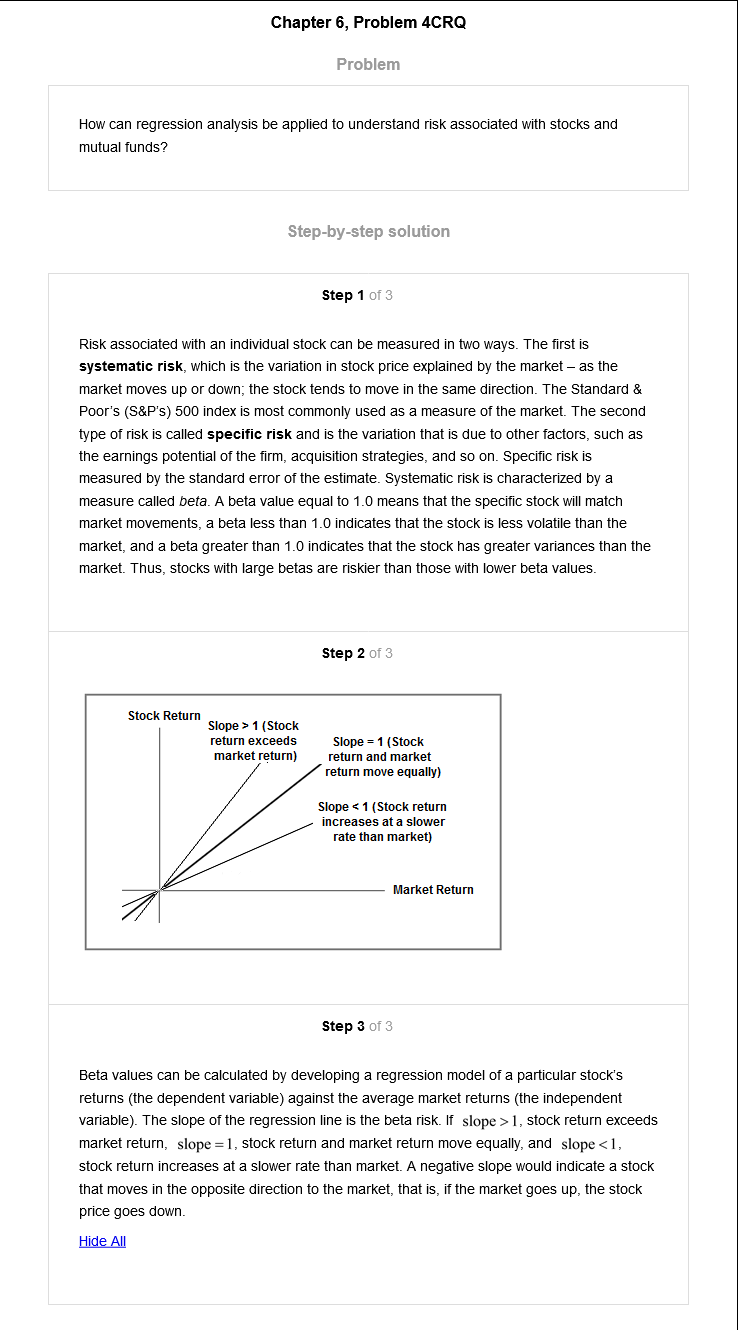 Chapter 6, Problem 4CRQ
Problem
How can regression analysis be applied to understand risk associated with stocks and
mutual funds?
Step-by-step solution
Step 1 of 3
Risk associated with an individual stock can be measured in two ways. The first is
systematic risk, which is the variation in stock price explained by the market – as the
market moves up or down; the stock tends to move in the same direction. The Standard &
Poor's (S&P's) 500 index is most commonly used as a measure of the market. The second
type of risk is called specific risk and is the variation that is due to other factors, such as
the earnings potential of the firm, acquisition strategies, and so on. Specific risk is
measured by the standard error of the estimate. Systematic risk is characterized by a
measure called beta. A beta value equal to 1.0 means that the specific stock will match
market movements, a beta less than 1.0 indicates that the stock is less volatile than the
market, and a beta greater than 1.0 indicates that the stock has greater variances than the
market. Thus, stocks with large betas are riskier than those with lower beta values.
Step 2 of 3
Stock Return
Slope > 1 (Stock
return exceeds
market return)
Slope = 1 (Stock
return and market
return move equally)
Slope < 1 (Stock return
increases at a slower
rate than market)
Market Return
Step 3 of 3
Beta values can be calculated by developing a regression model of a particular stock's
returns (the dependent variable) against the average market returns (the independent
variable). The slope of the regression line is the beta risk. If slope > 1, stock return exceeds
market return, slope = 1, stock return and market return move equally, and slope < 1,
stock return increases at a slower rate than market. A negative slope would indicate a stock
that moves in the opposite direction to the market, that is, if the market goes up, the stock
price goes down.
Hide All